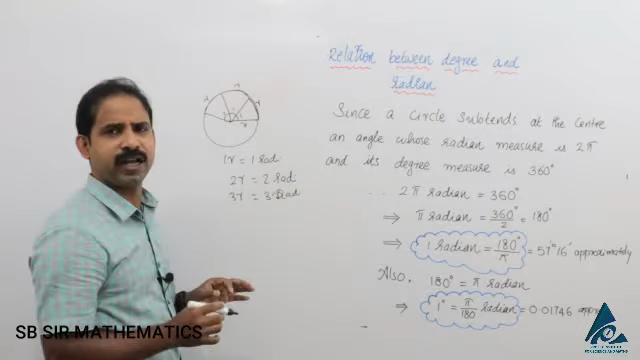 Relation between degree and
radian
Since a circle subtends at the centre
an angle whose radian measure is 2π
and its degree measure is 360°
2π radian = 360°
⇒ π radian = 360°/2 = 180°
⇒ 1 radian = 180°/π = 57°16' approximately
Also, 180° = π radian
⇒ 1° = π/180 radian = 0.01746
1r = 1 rad
2r = 2 rad
3r = 3 rad
SB SIR MATHEMATICS